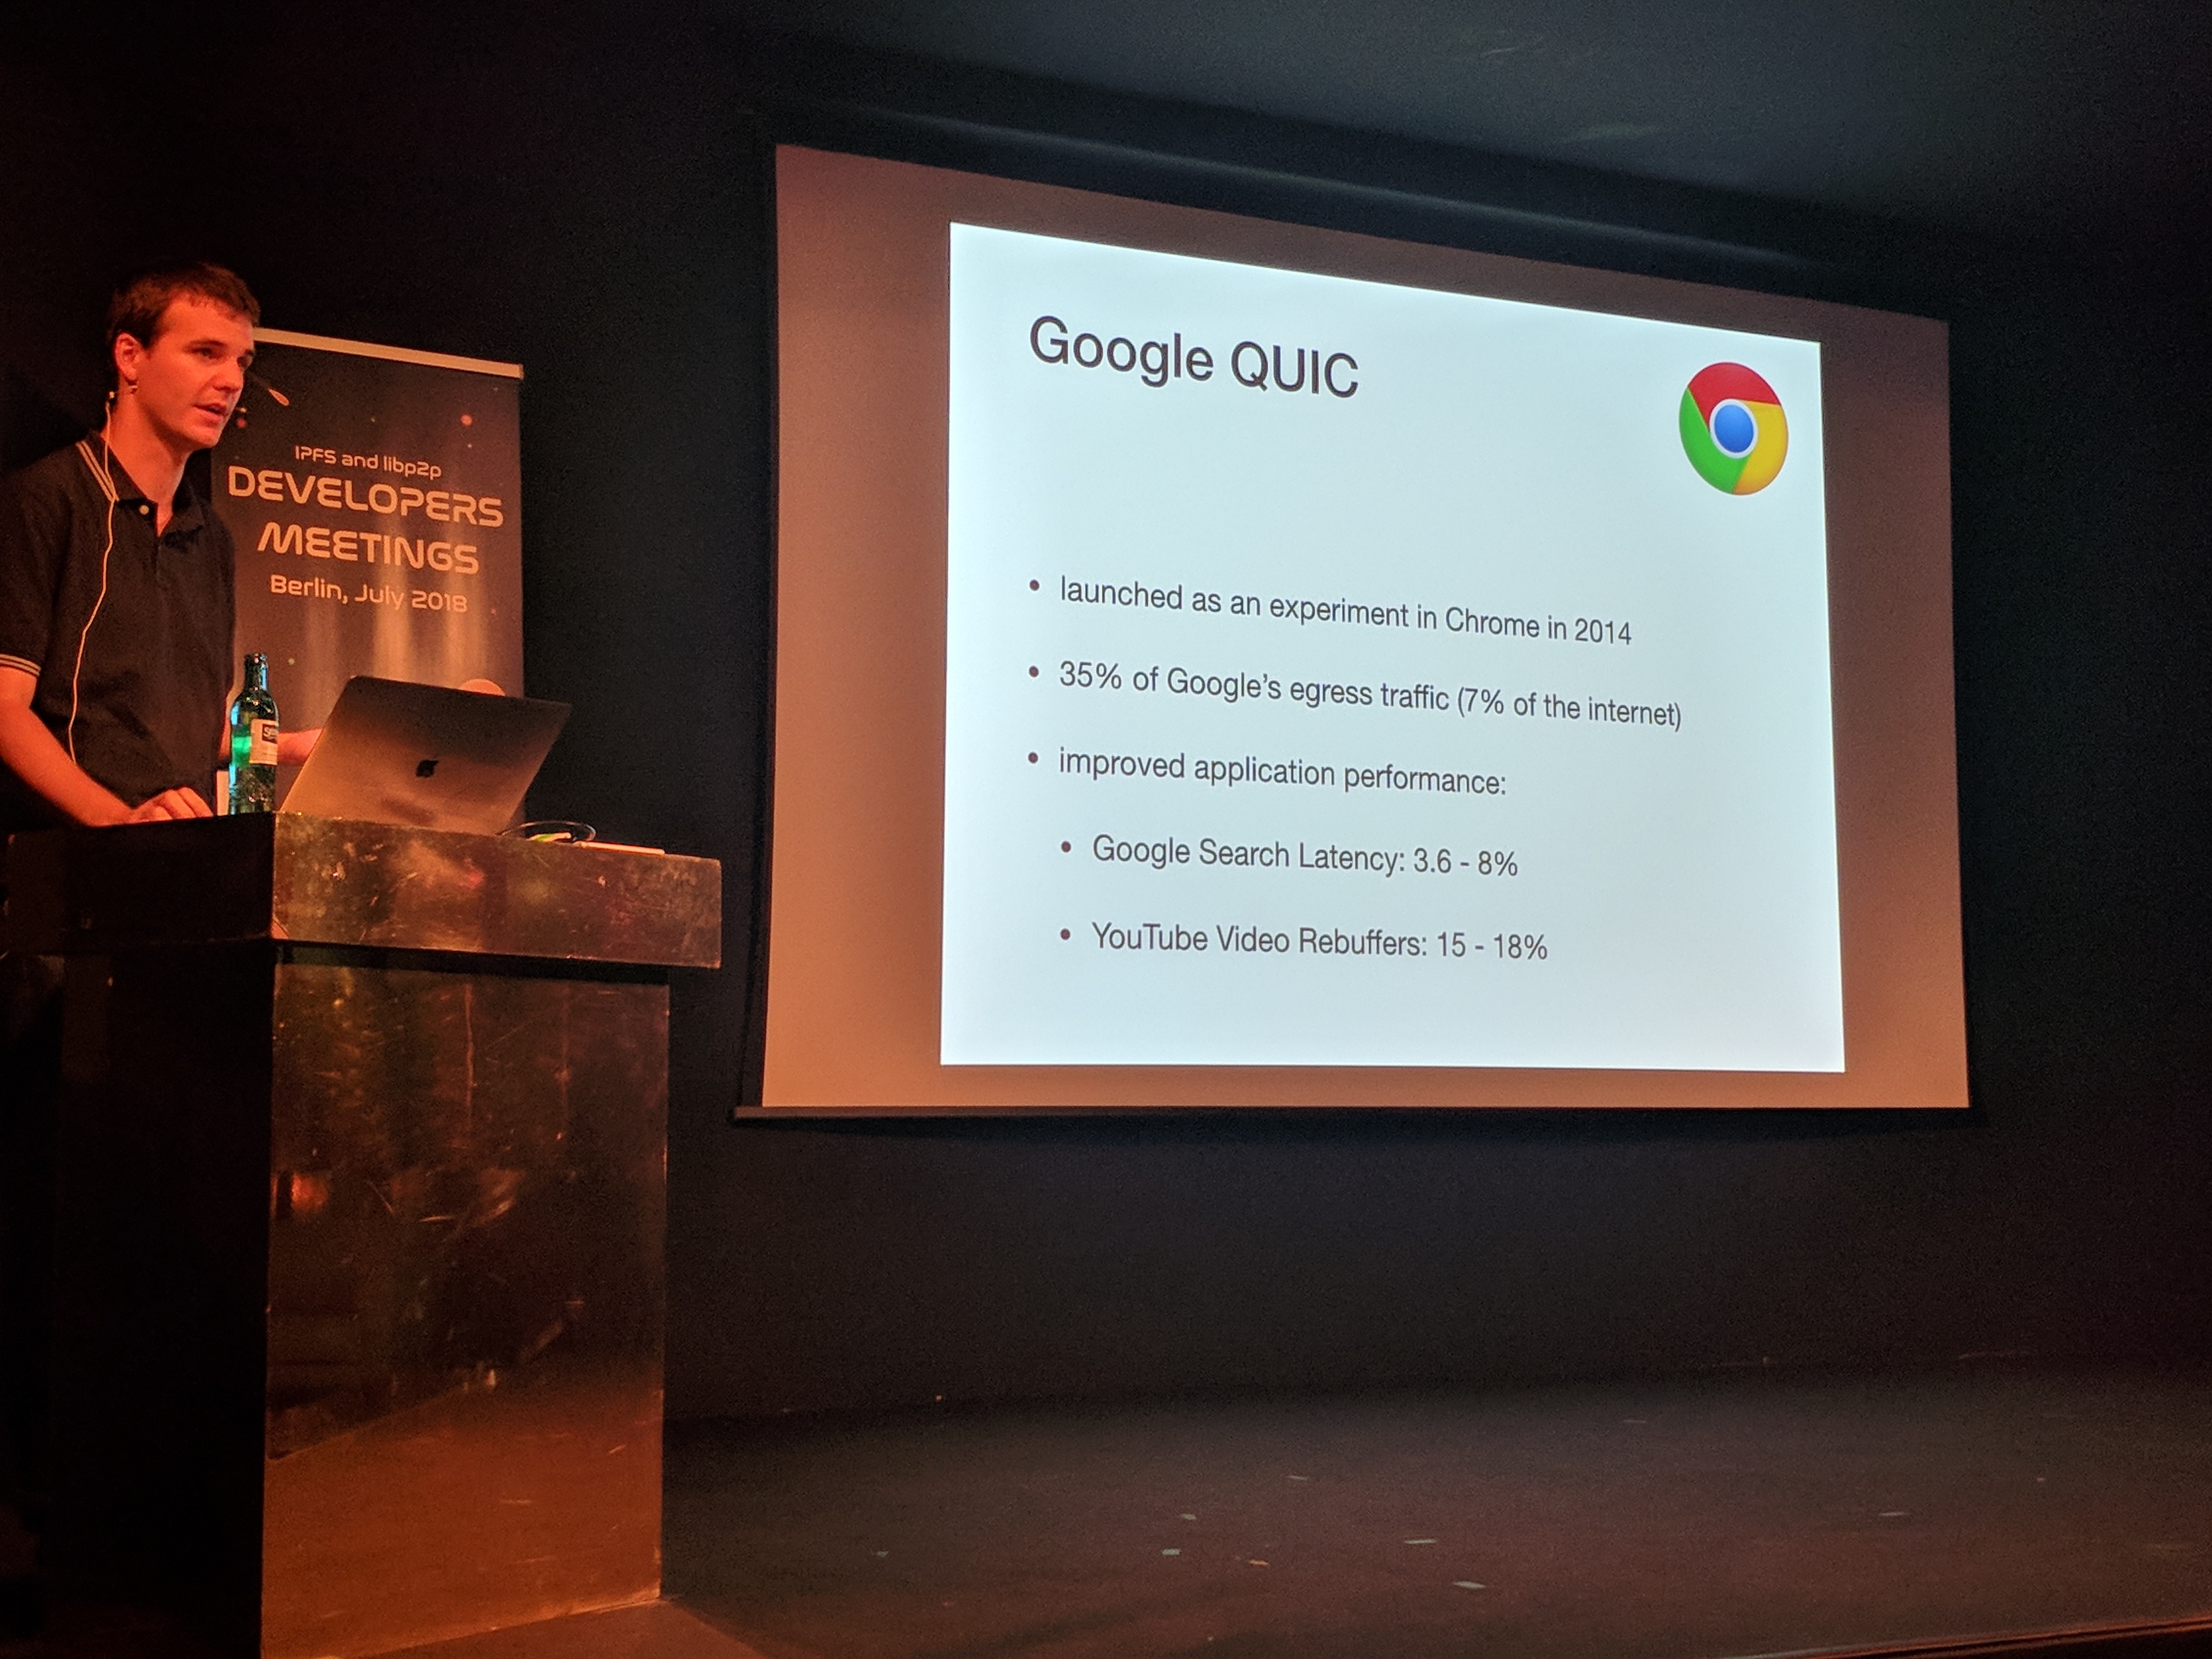 IPFS and libp2p
DEVELOPERS
MEETINGS
Berlin, July 2018
Google QUIC
• launched as an experiment in Chrome in 2014
• 35% of Google's egress traffic (7% of the internet)
• improved application performance:
• Google Search Latency: 3.6 - 8%
• YouTube Video Rebuffers: 15 - 18%